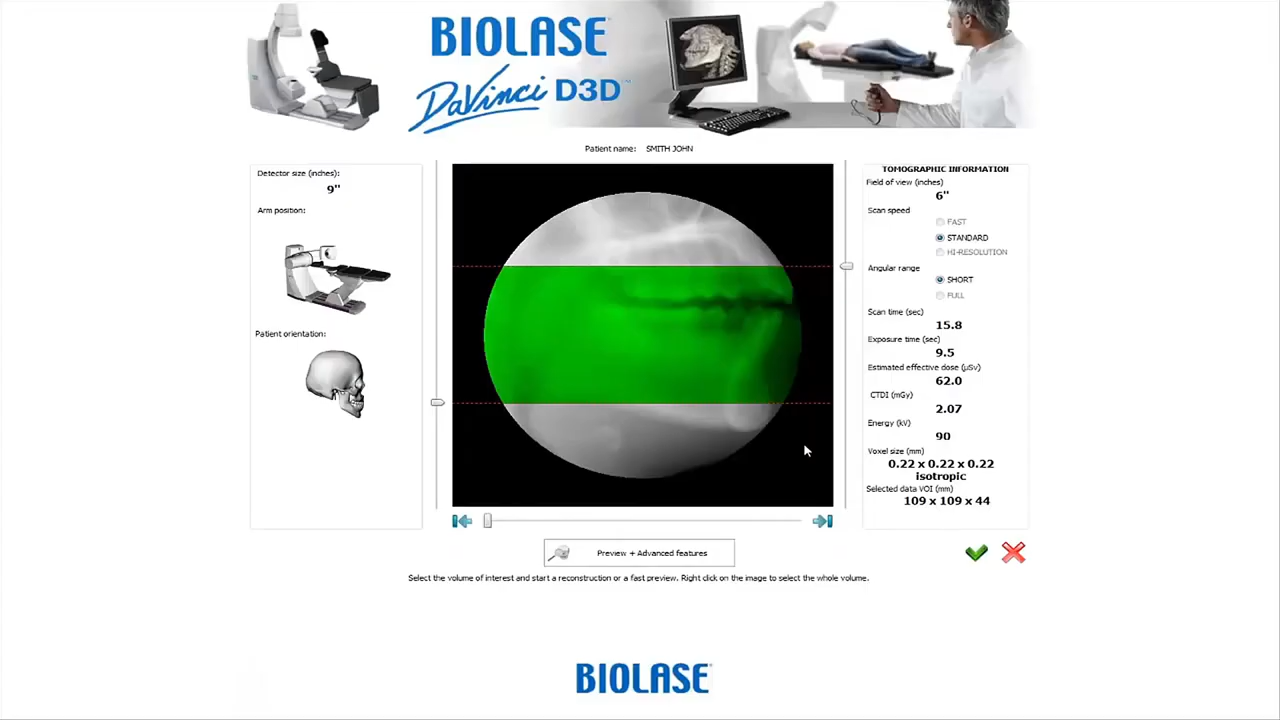 BIOLASE
DaVinci D3D™
Patient name: SMITH JOHN
Detector size (inches):
9"
Arm position:
Patient orientation:
TOMOGRAPHIC INFORMATION
Field of view (inches)
6"
Scan speed
FAST
STANDARD
HI-RESOLUTION
Angular range
SHORT
FULL
Scan time (sec)
15.8
Exposure time (sec)
9.5
Estimated effective dose (µSv)
62.0
CTDI (mGy)
2.07
Energy (kV)
90
Voxel size (mm)
0.22 x 0.22 x 0.22
isotropic
Selected data VOI (mm)
109 x 109 x 44
Preview + Advanced features
Select the volume of interest and start a reconstruction or a fast preview. Right click on the image to select the whole volume.
BIOLASE